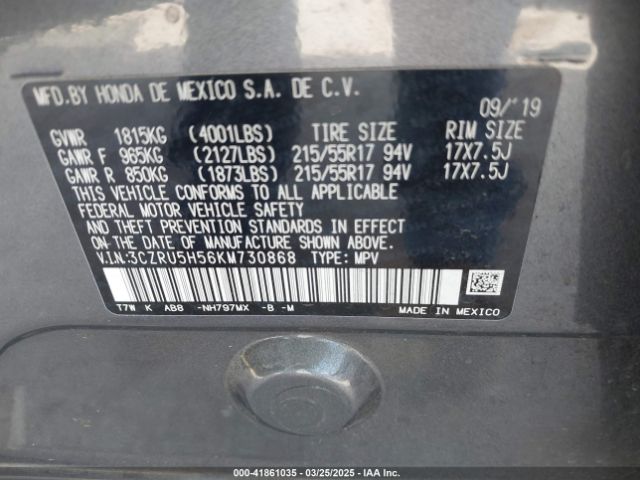 MFD.BY HONDA DE MEXICO S.A. DE C.V.
09/'19
GVWR 1815KG (4001LBS) TIRE SIZE RIM SIZE
GAWR F 965KG (2127LBS) 215/55R17 94V 17X7.5J
GAWR R 850KG (1873LBS) 215/55R17 94V 17X7.5J
THIS VEHICLE CONFORMS TO ALL APPLICABLE
FEDERAL MOTOR VEHICLE SAFETY
AND THEFT PREVENTION STANDARDS IN EFFECT
ON THE DATE OF MANUFACTURE SHOWN ABOVE.
V.I.N:3CZRU5H56KM730868 TYPE: MPV
T7W K AB8 -NH797MX -B -M
MADE IN MEXICO
000-41861035 - 03/25/2025 - IAA Inc.